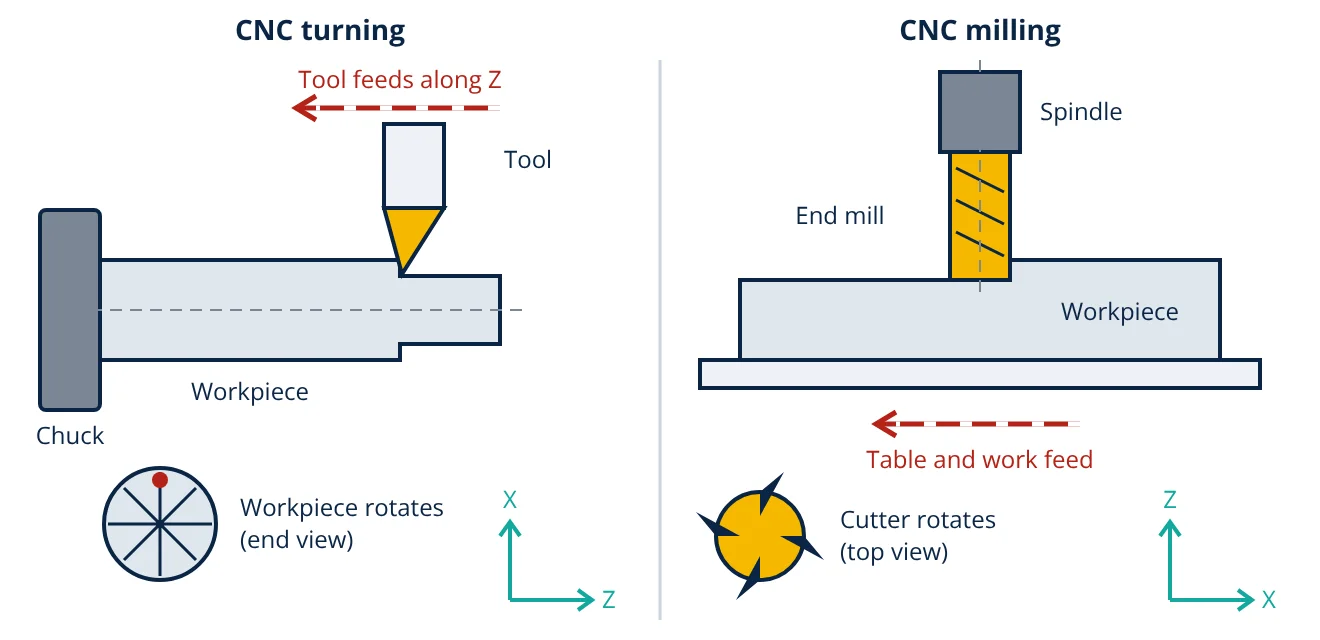 CNC turning
Tool feeds along Z
Tool
Workpiece
Chuck
Workpiece rotates
(end view)
X
Z
CNC milling
Spindle
End mill
Workpiece
Table and work feed
Cutter rotates
(top view)
Z
X